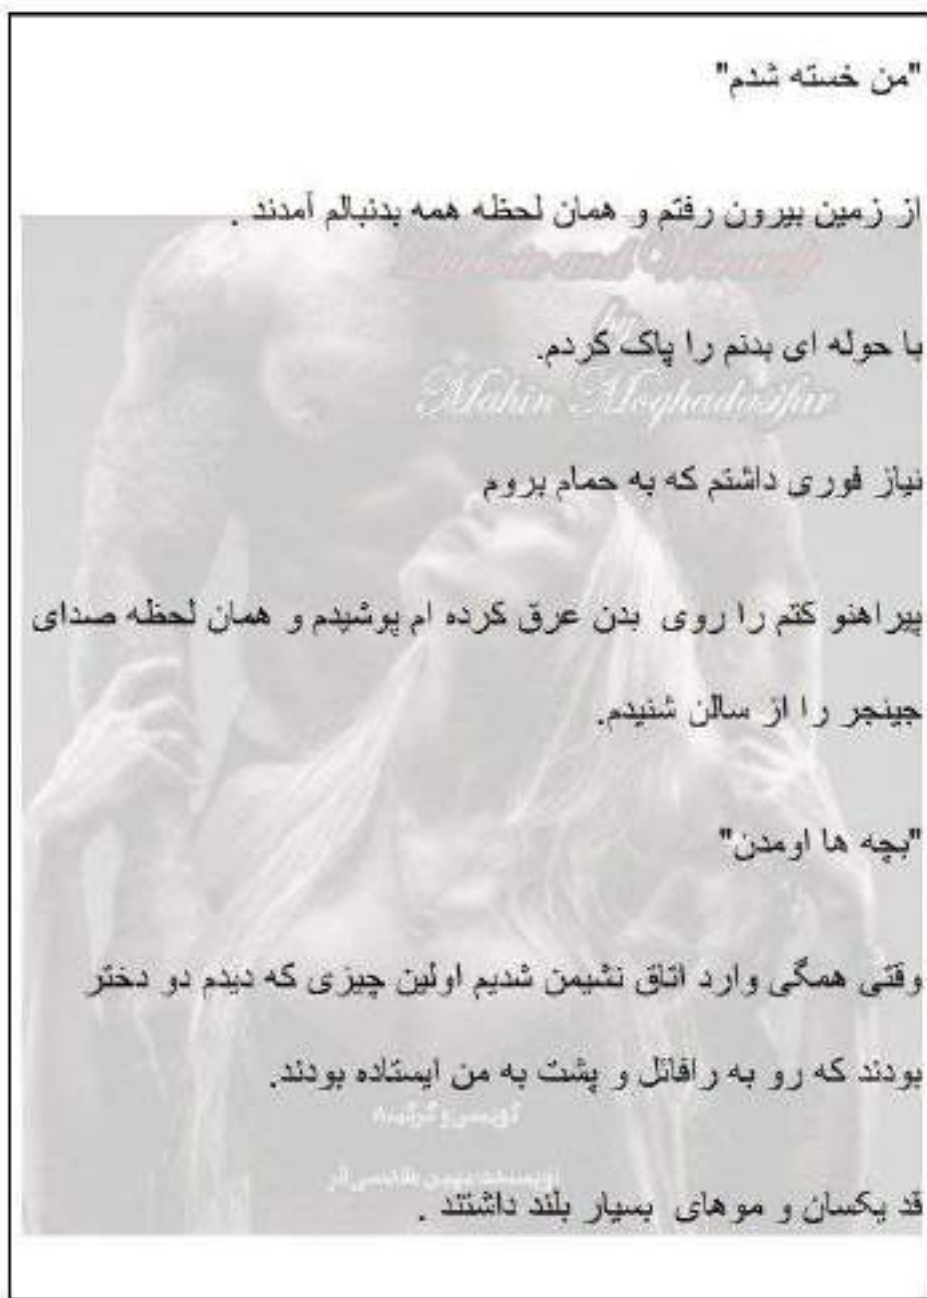 "من خسته شدم"
از زمین بیرون رفتم و همان لحظه همه بدنبالم آمدند .
and
by
Mahin Moghadasifar
با حوله ای بدنم را پاک کردم.
نیاز فوری داشتم که به حمام بروم
پیراهنو کتم را روی بدن عرق کرده ام پوشیدم و همان لحظه صدای
جینجر را از سالن شنیدم.
"بچه ها اومدن"
وقتی همگی وارد اتاق نشیمن شدیم اولین چیزی که دیدم دو دختر
بودند که رو به رافائل و پشت به من ایستاده بودند.
قد یکسان و موهای بسیار بلند داشتند .